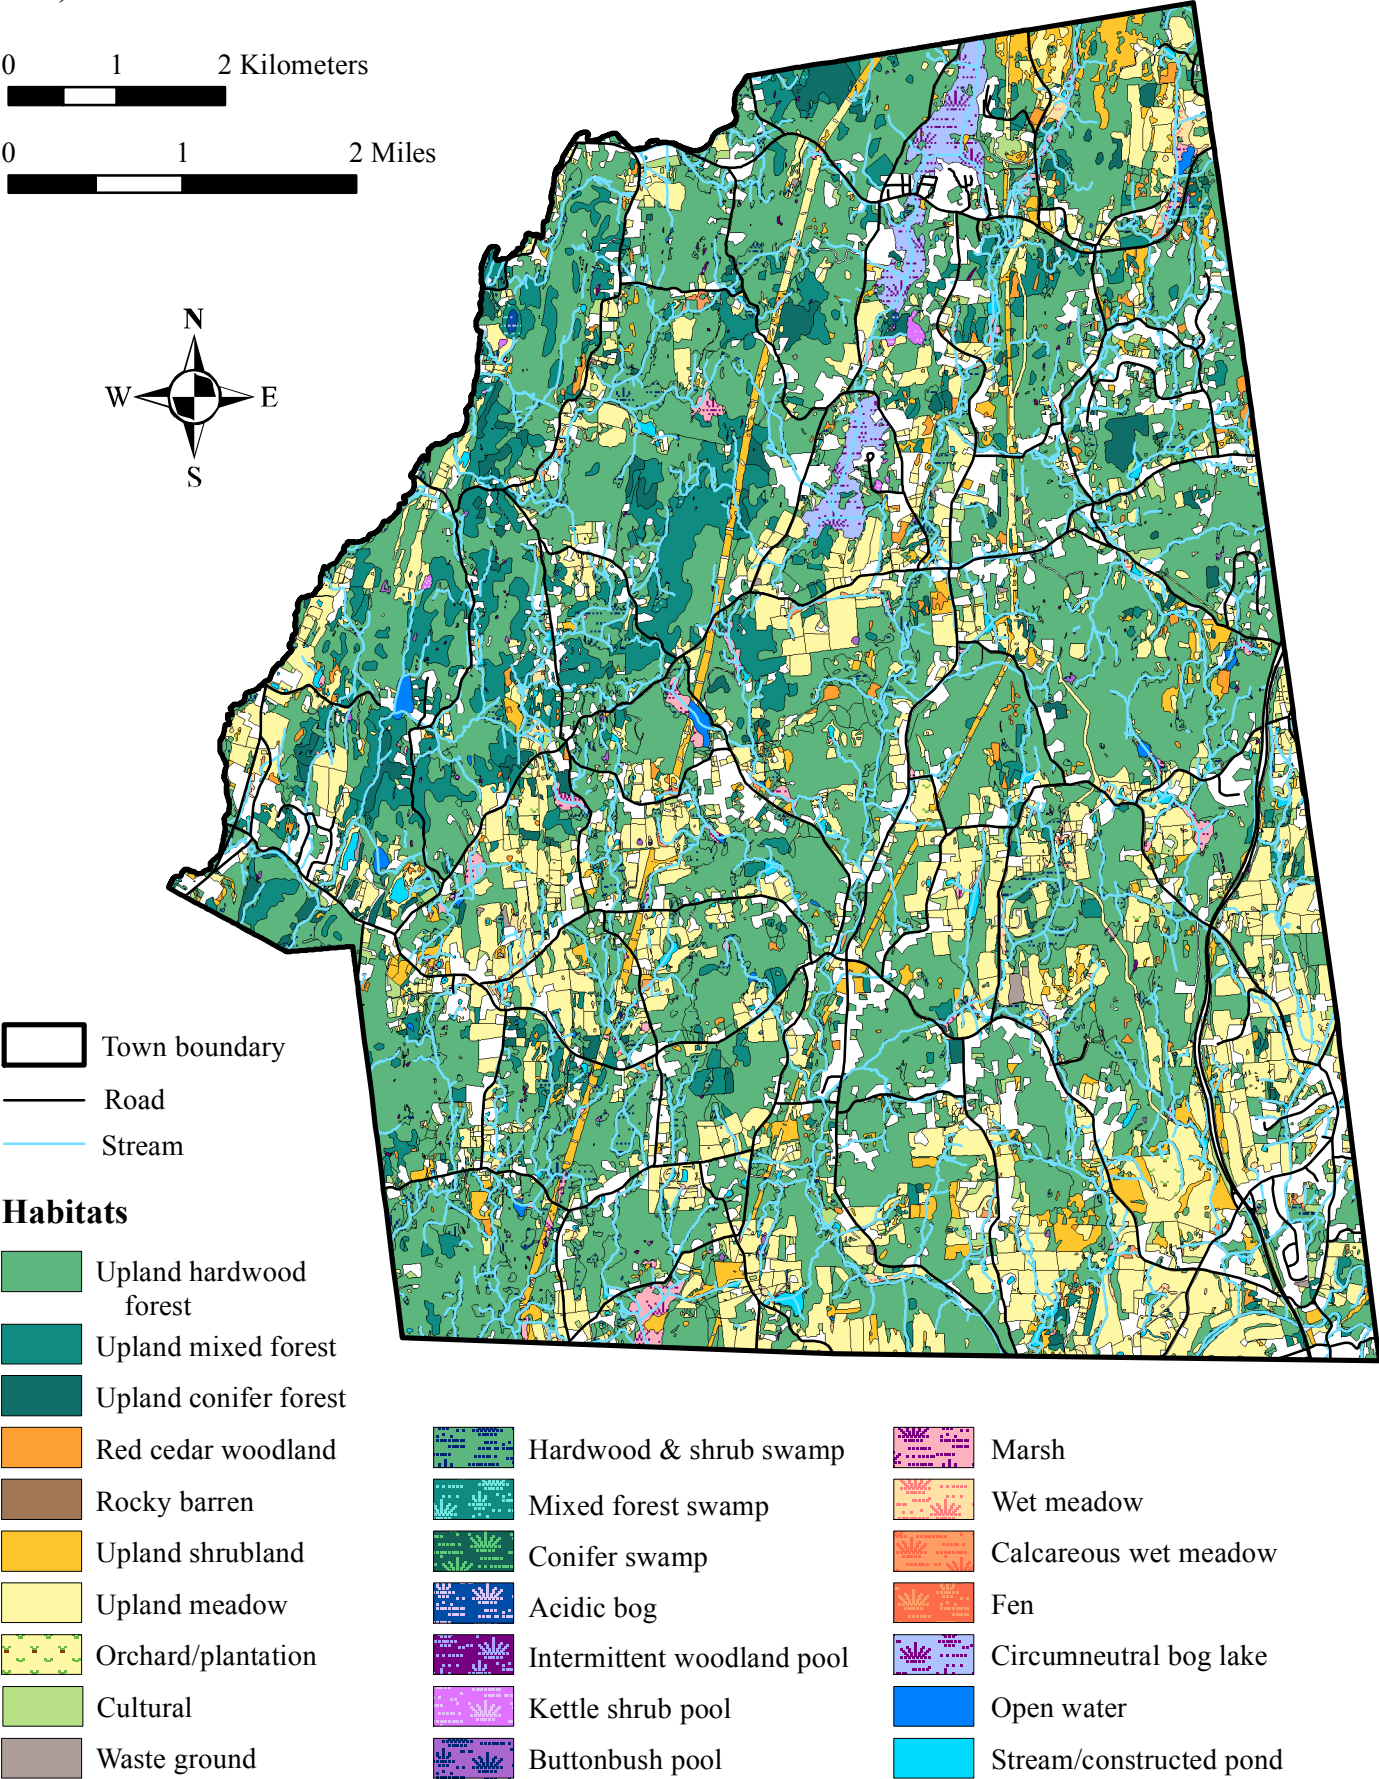 0 1 2 Kilometers
0 1 2 Miles
N
W E
S
Town boundary
Road
Stream
Habitats
Upland hardwood
forest
Upland mixed forest
Upland conifer forest
Red cedar woodland
Rocky barren
Upland shrubland
Upland meadow
Orchard/plantation
Cultural
Waste ground
Hardwood & shrub swamp
Mixed forest swamp
Conifer swamp
Acidic bog
Intermittent woodland pool
Kettle shrub pool
Buttonbush pool
Marsh
Wet meadow
Calcareous wet meadow
Fen
Circumneutral bog lake
Open water
Stream/constructed pond